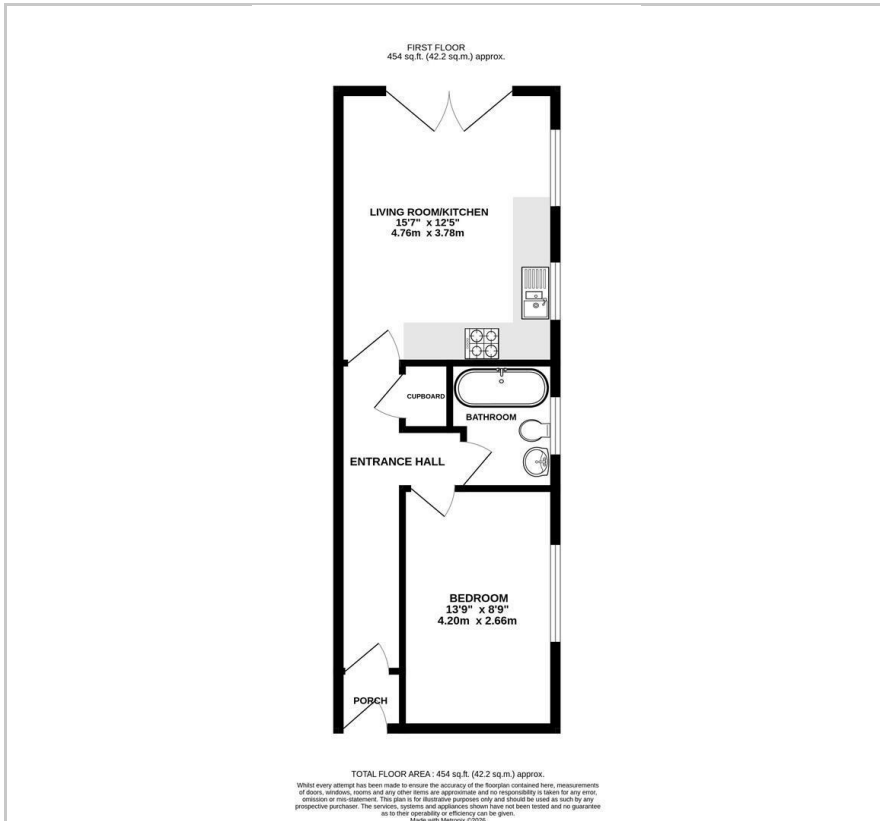 FIRST FLOOR
454 sq.ft. (42.2 sq.m.) approx.
LIVING ROOM/KITCHEN
15'7" x 12'5"
4.76m x 3.78m
CUPBOARD
BATHROOM
ENTRANCE HALL
BEDROOM
13'9" x 8'9"
4.20m x 2.66m
PORCH
TOTAL FLOOR AREA : 454 sq.ft. (42.2 sq.m.) approx.
Whilst every attempt has been made to ensure the accuracy of the floorplan contained here, measurements
of doors, windows, rooms and any other items are approximate and no responsibility is taken for any error,
omission or mis-statement. This plan is for illustrative purposes only and should be used as such by any
prospective purchaser. The services, systems and appliances shown have not been tested and no guarantee
as to their operability or efficiency can be given.
Made with Metropix ©2026